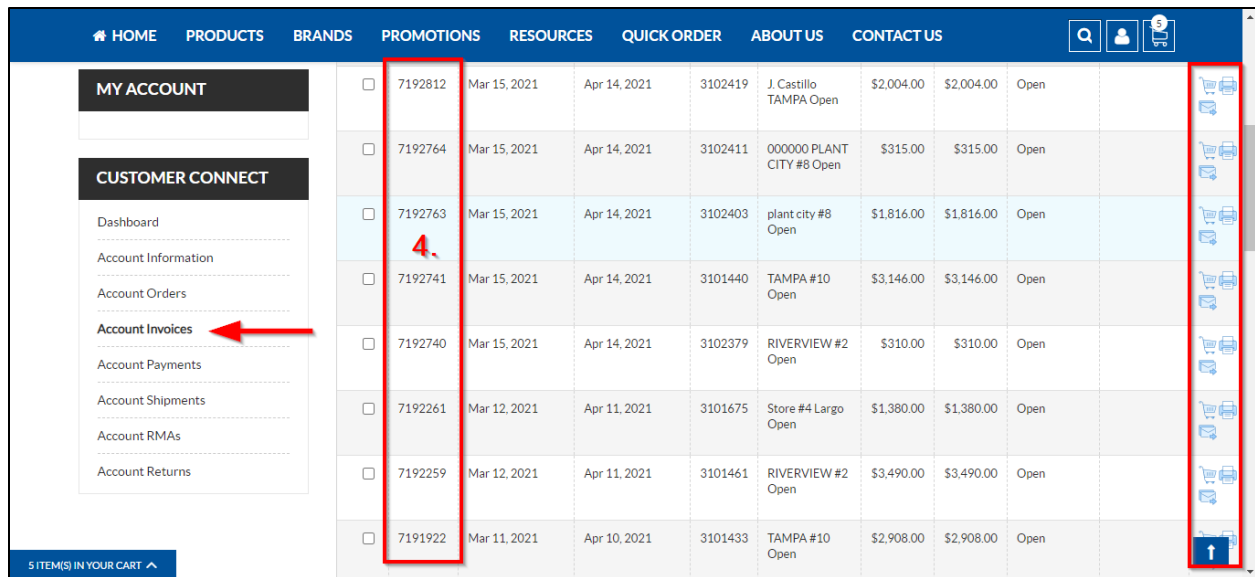 HOME PRODUCTS BRANDS PROMOTIONS RESOURCES QUICK ORDER ABOUT US CONTACT US 5
MY ACCOUNT
CUSTOMER CONNECT
Dashboard
Account Information
Account Orders
Account Invoices
Account Payments
Account Shipments
Account RMAs
Account Returns
7192812 Mar 15, 2021 Apr 14, 2021 3102419 J. Castillo $2,004.00 $2,004.00 Open
TAMPA Open
7192764 Mar 15, 2021 Apr 14, 2021 3102411 000000 PLANT $315.00 $315.00 Open
CITY #8 Open
7192763 Mar 15, 2021 Apr 14, 2021 3102403 plant city #8 $1,816.00 $1,816.00 Open
Open
4.
7192741 Mar 15, 2021 Apr 14, 2021 3101440 TAMPA #10 $3,146.00 $3,146.00 Open
Open
7192740 Mar 15, 2021 Apr 14, 2021 3102379 RIVERVIEW #2 $310.00 $310.00 Open
Open
7192261 Mar 12, 2021 Apr 11, 2021 3101675 Store #4 Largo $1,380.00 $1,380.00 Open
Open
7192259 Mar 12, 2021 Apr 11, 2021 3101461 RIVERVIEW #2 $3,490.00 $3,490.00 Open
Open
7191922 Mar 11, 2021 Apr 10, 2021 3101433 TAMPA #10 $2,908.00 $2,908.00 Open
Open
5 ITEM(S) IN YOUR CART